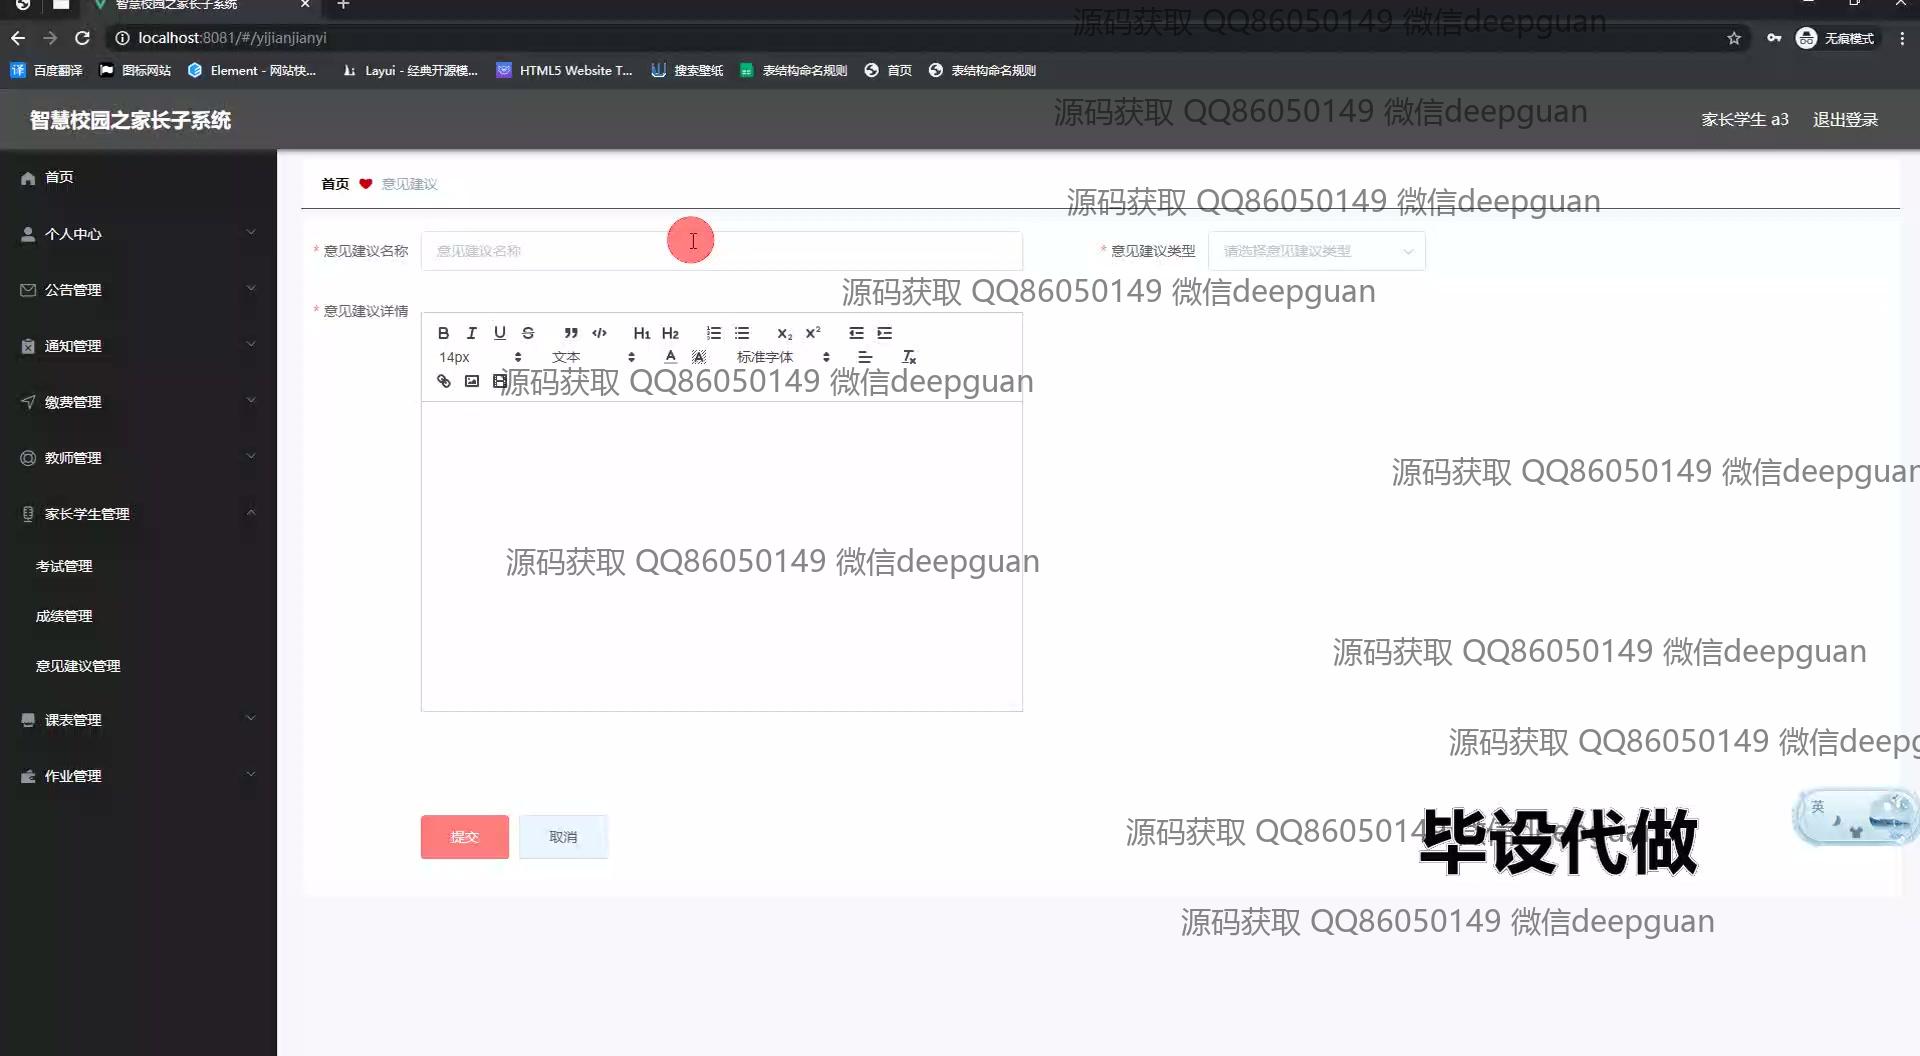 智慧校园之家长子系统
源码获取 QQ86050149 微信deepguan
localhost:8081/#/yijianjianyi
无痕模式
百度翻译 图标网站 Element - 网站快... Layui - 经典开源模... HTML5 Website T... 搜索壁纸 表结构命名规则 首页 表结构命名规则
源码获取 QQ86050149 微信deepguan
智慧校园之家长子系统
家长学生 a3 退出登录
首页
首页 意见建议
源码获取 QQ86050149 微信deepguan
个人中心
* 意见建议名称 意见建议名称
* 意见建议类型 请选择意见建议类型
公告管理
源码获取 QQ86050149 微信deepguan
* 意见建议详情
B I U S H1 H2 X2 X2
通知管理
14px 文本 A A 标准字体 Tx
源码获取 QQ86050149 微信deepguan
缴费管理
教师管理
源码获取 QQ86050149 微信deepguan
家长学生管理
考试管理
源码获取 QQ86050149 微信deepguan
成绩管理
意见建议管理
源码获取 QQ86050149 微信deepguan
课表管理
源码获取 QQ86050149 微信deepg
作业管理
英
源码获取 QQ8605014
毕设代做
提交 取消
源码获取 QQ86050149 微信deepguan